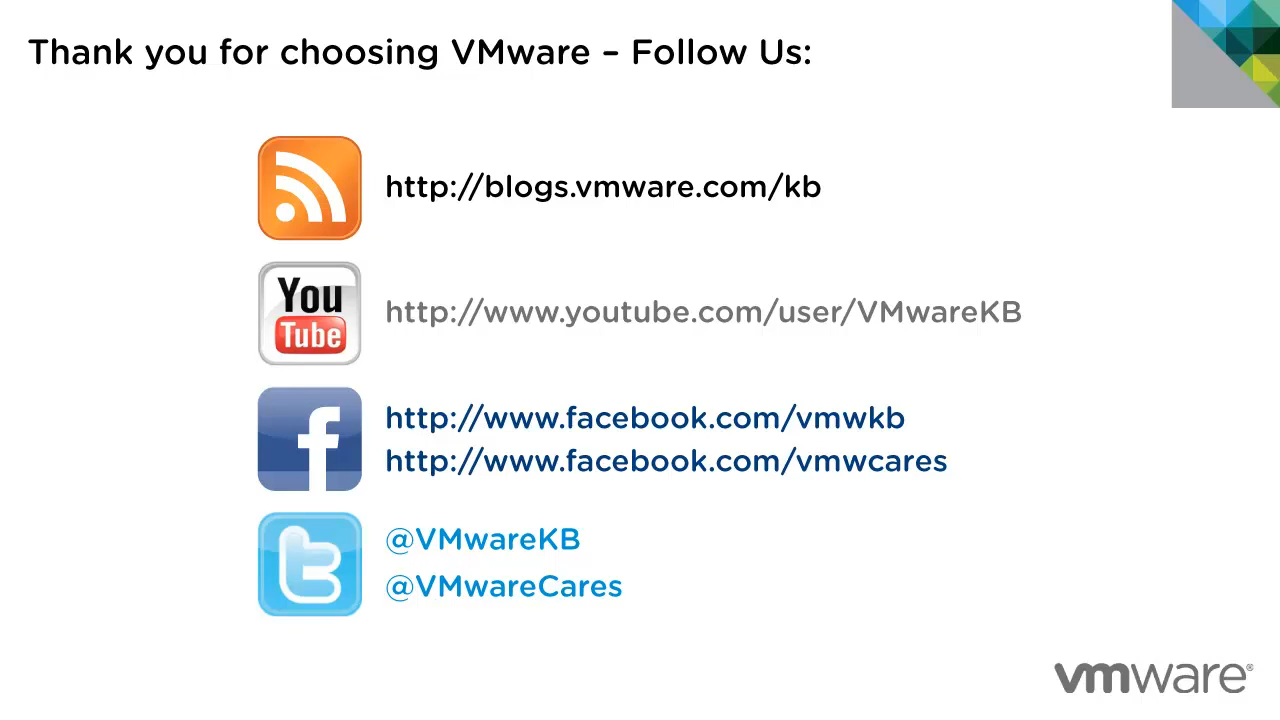 Thank you for choosing VMware – Follow Us:
http://blogs.vmware.com/kb
You
Tube
http://www.youtube.com/user/VMwareKB
f
http://www.facebook.com/vmwkb
http://www.facebook.com/vmwcares
t
@VMwareKB
@VMwareCares
vmware®